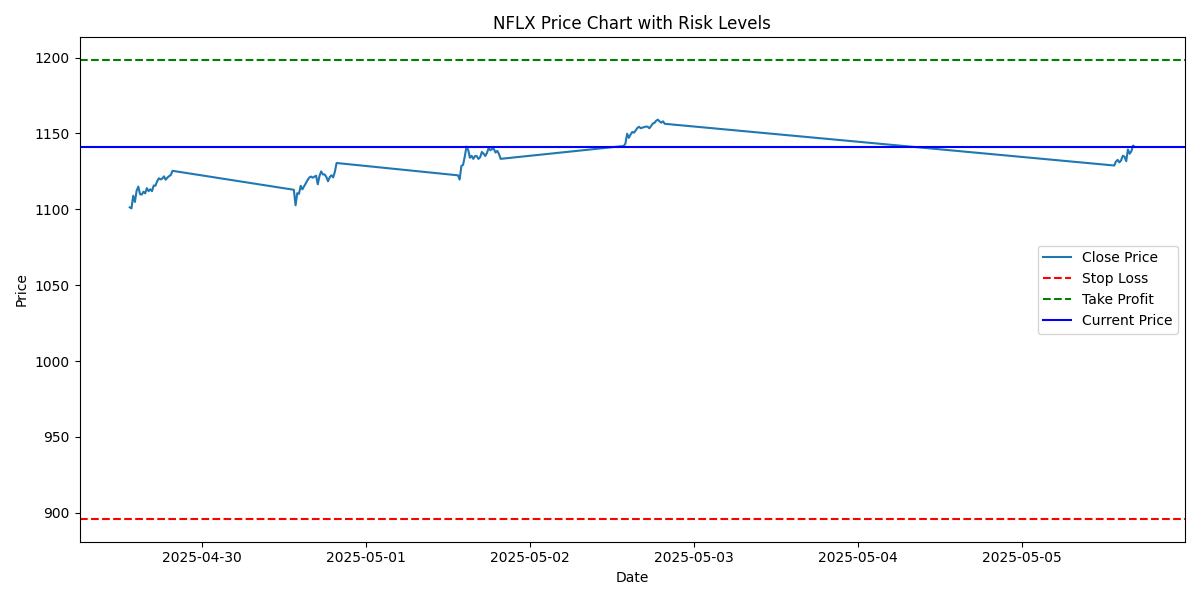 NFLX Price Chart with Risk Levels
Price
1200
1150
1100
1050
1000
950
900
Close Price
Stop Loss
Take Profit
Current Price
2025-04-30
2025-05-01
2025-05-02
2025-05-03
2025-05-04
2025-05-05
Date